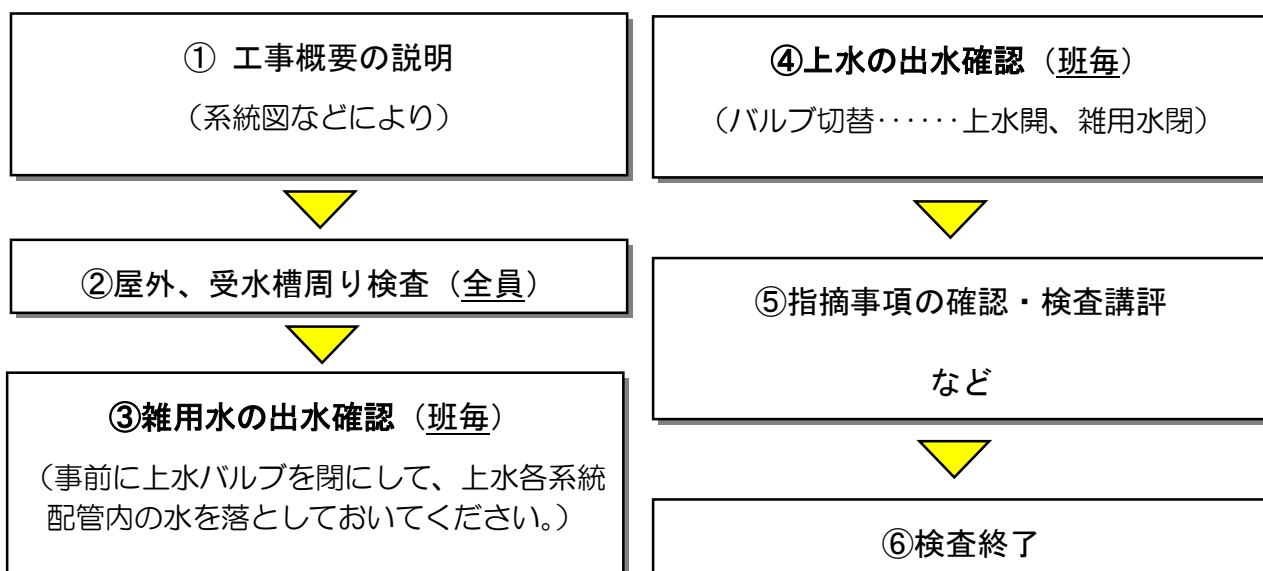 ① 工事概要の説明
（系統図などにより）
②屋外、受水槽周り検査（全員）
③雑用水の出水確認（班毎）
（事前に上水バルブを閉にして、上水各系統
配管内の水を落としておいてください。）
④上水の出水確認（班毎）
（バルブ切替‥‥‥上水開、雑用水閉）
⑤指摘事項の確認・検査講評
など
⑥検査終了